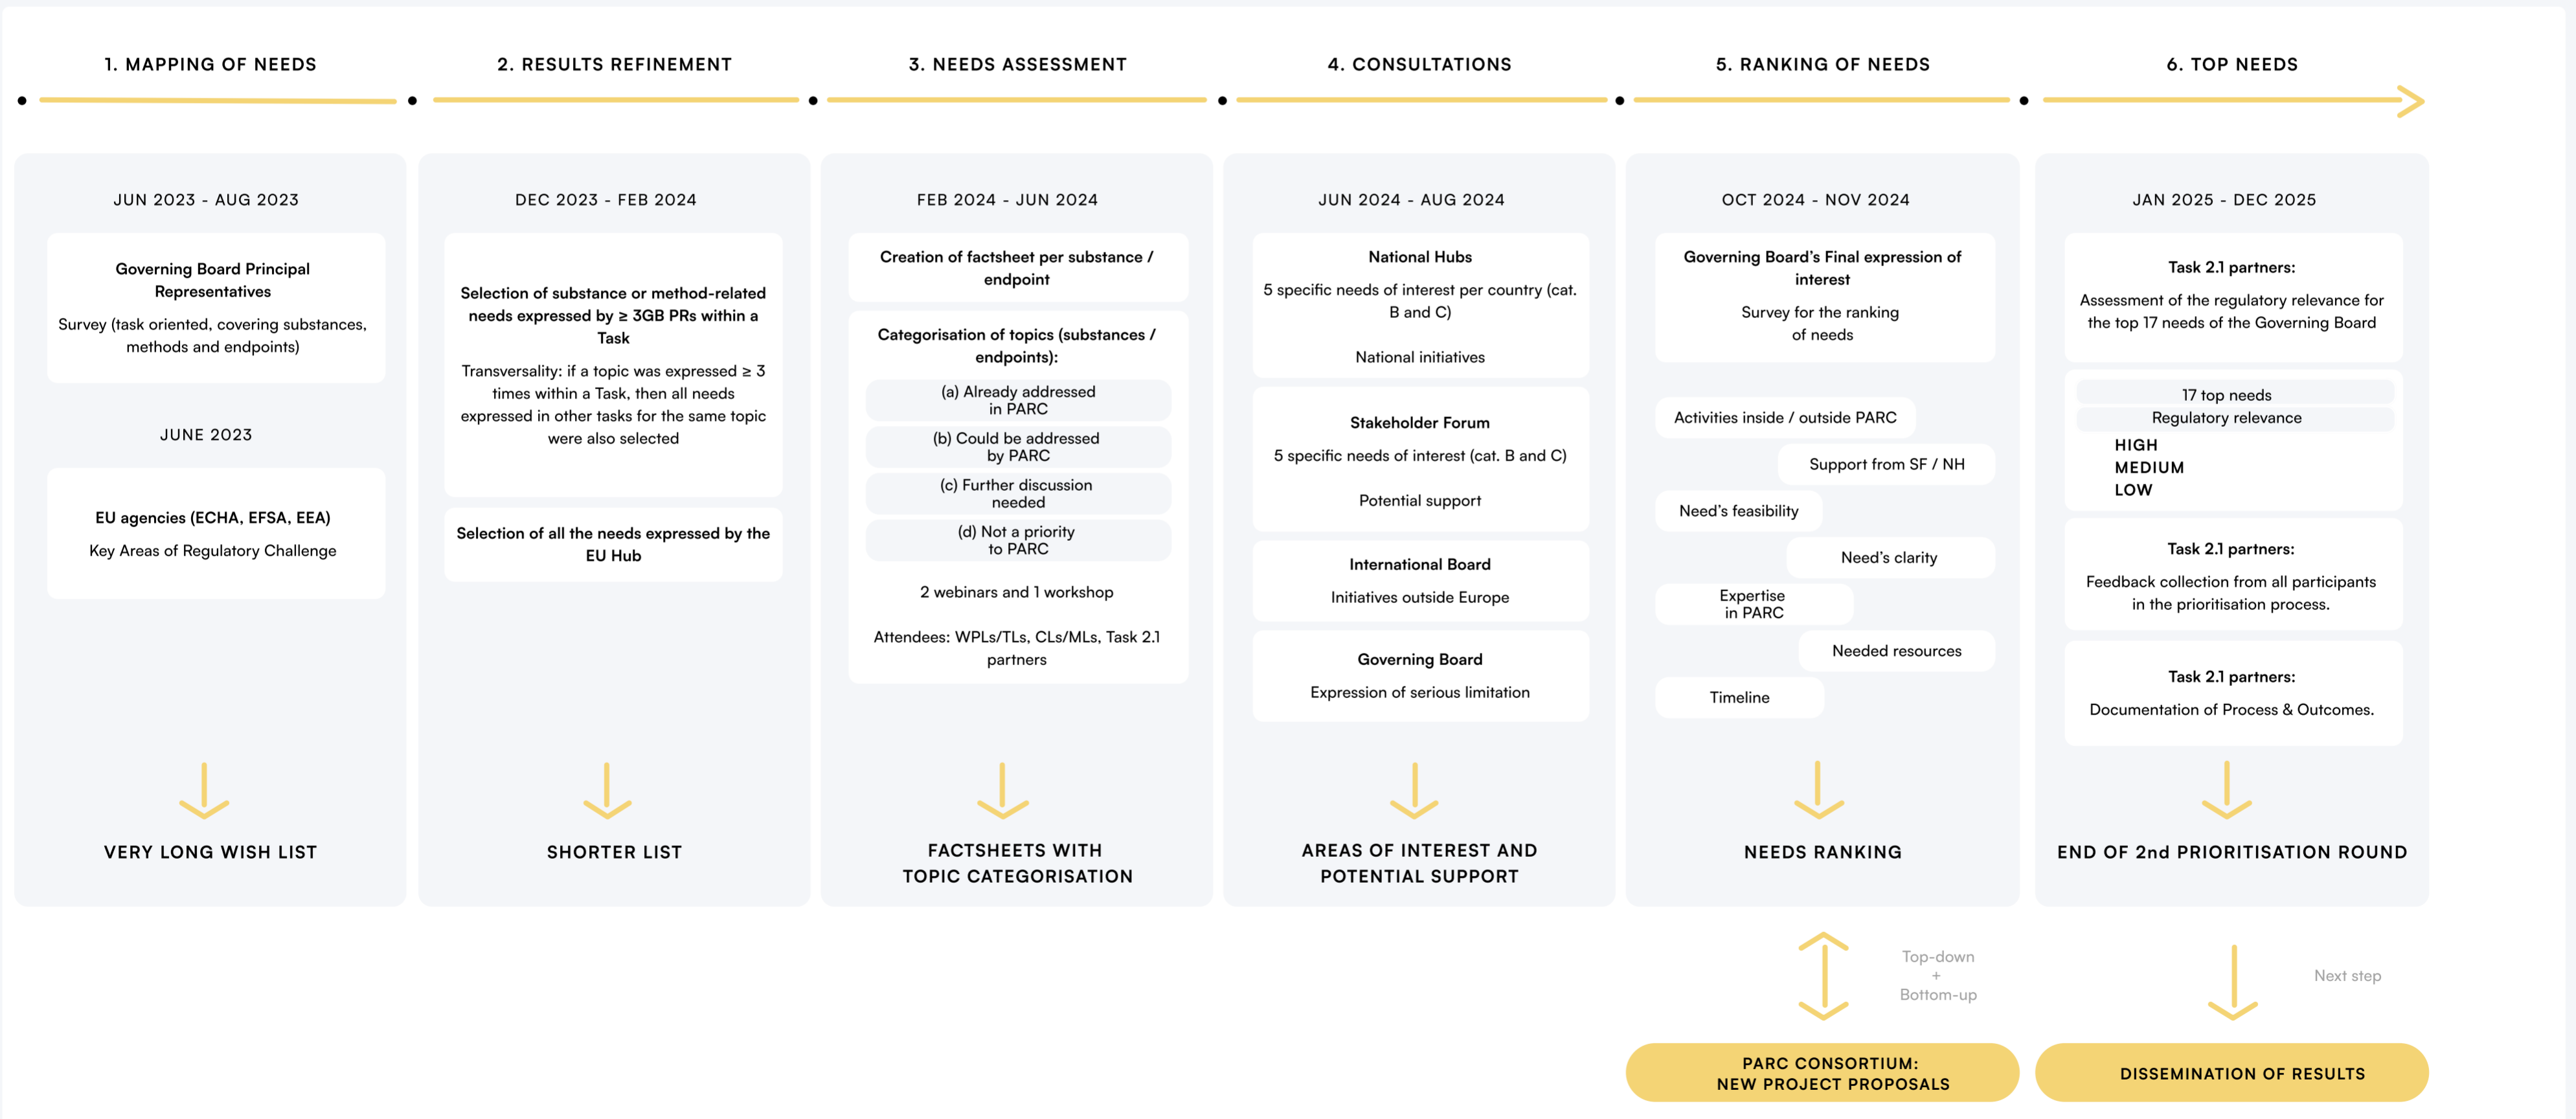 1. MAPPING OF NEEDS
2. RESULTS REFINEMENT
3. NEEDS ASSESSMENT
4. CONSULTATIONS
5. RANKING OF NEEDS
6. TOP NEEDS
JUN 2023 - AUG 2023
Governing Board Principal
Representatives
Survey (task oriented, covering substances,
methods and endpoints)
JUNE 2023
EU agencies (ECHA, EFSA, EEA)
Key Areas of Regulatory Challenge
VERY LONG WISH LIST
DEC 2023 - FEB 2024
Selection of substance or method-related
needs expressed by ≥ 3GB PRs within a
Task
Transversality: if a topic was expressed ≥ 3
times within a Task, then all needs
expressed in other tasks for the same topic
were also selected
Selection of all the needs expressed by the
EU Hub
SHORTER LIST
FEB 2024 - JUN 2024
Creation of factsheet per substance /
endpoint
Categorisation of topics (substances /
endpoints):
(a) Already addressed
in PARC
(b) Could be addressed
by PARC
(c) Further discussion
needed
(d) Not a priority
to PARC
2 webinars and 1 workshop
Attendees: WPLs/TLs, CLs/MLs, Task 2.1
partners
FACTSHEETS WITH
TOPIC CATEGORISATION
JUN 2024 - AUG 2024
National Hubs
5 specific needs of interest per country (cat.
B and C)
National initiatives
Stakeholder Forum
5 specific needs of interest (cat. B and C)
Potential support
International Board
Initiatives outside Europe
Governing Board
Expression of serious limitation
AREAS OF INTEREST AND
POTENTIAL SUPPORT
OCT 2024 - NOV 2024
Governing Board's Final expression of
interest
Survey for the ranking
of needs
Activities inside / outside PARC
Support from SF / NH
Need's feasibility
Need's clarity
Expertise
in PARC
Needed resources
Timeline
NEEDS RANKING
Top-down
+
Bottom-up
PARC CONSORTIUM:
NEW PROJECT PROPOSALS
JAN 2025 - DEC 2025
Task 2.1 partners:
Assessment of the regulatory relevance for
the top 17 needs of the Governing Board
17 top needs
Regulatory relevance
HIGH
MEDIUM
LOW
Task 2.1 partners:
Feedback collection from all participants
in the prioritisation process.
Task 2.1 partners:
Documentation of Process & Outcomes.
END OF 2nd PRIORITISATION ROUND
Next step
DISSEMINATION OF RESULTS